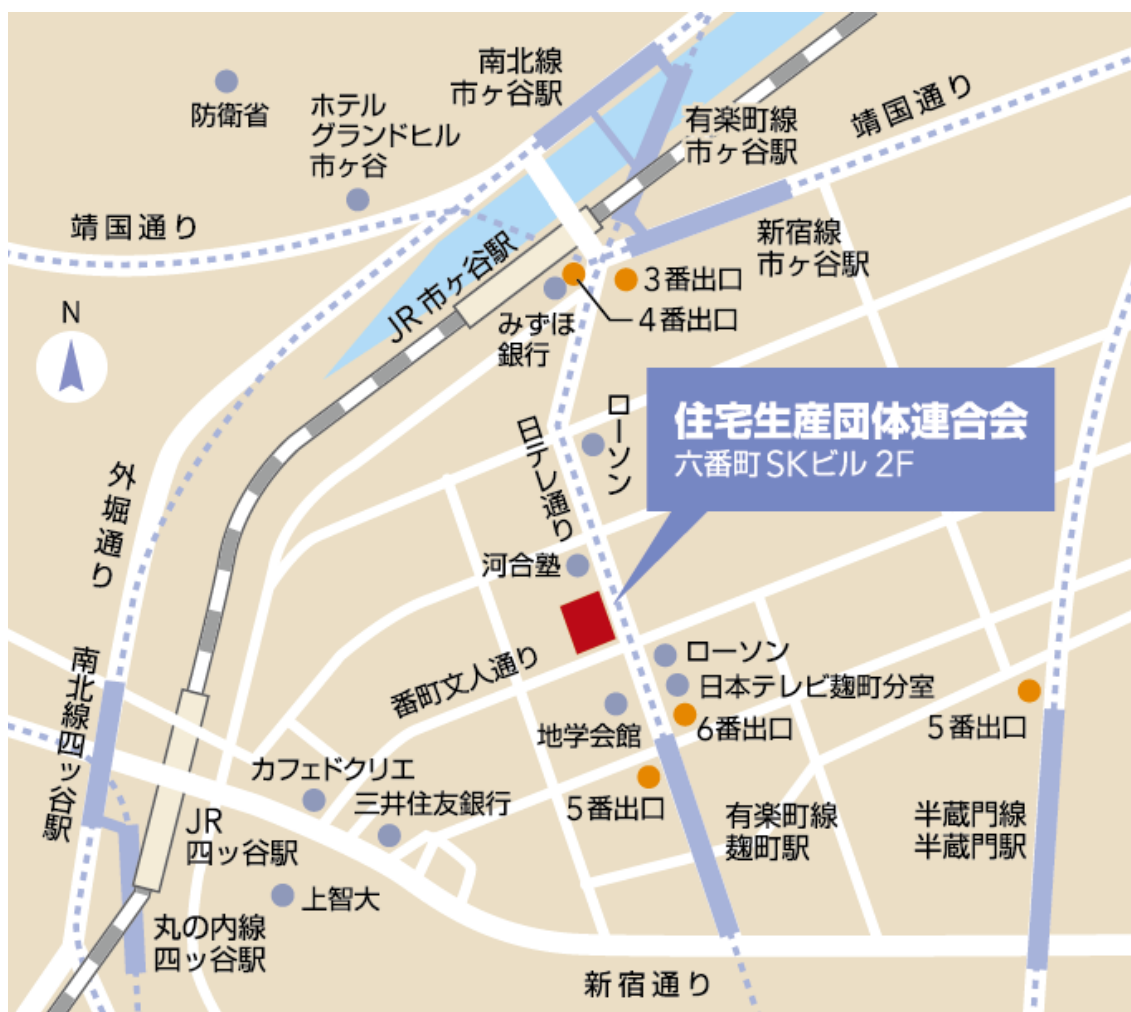 南北線
市ヶ谷駅
防衛省
ホテル
グランドヒル
市ヶ谷
有楽町線
市ヶ谷駅
靖国通り
靖国通り
新宿線
市ヶ谷駅
JR 市ヶ谷駅
3番出口
4番出口
みずほ
銀行
N
ローソン
住宅生産団体連合会
六番町SKビル 2F
日テレ通り
外堀通り
河合塾
番町文人通り
ローソン
日本テレビ麹町分室
南北線四ッ谷駅
地学会館
6番出口
5番出口
カフェドクリエ
三井住友銀行
5番出口
有楽町線
麹町駅
半蔵門線
半蔵門駅
JR
四ッ谷駅
上智大
丸の内線
四ッ谷駅
新宿通り